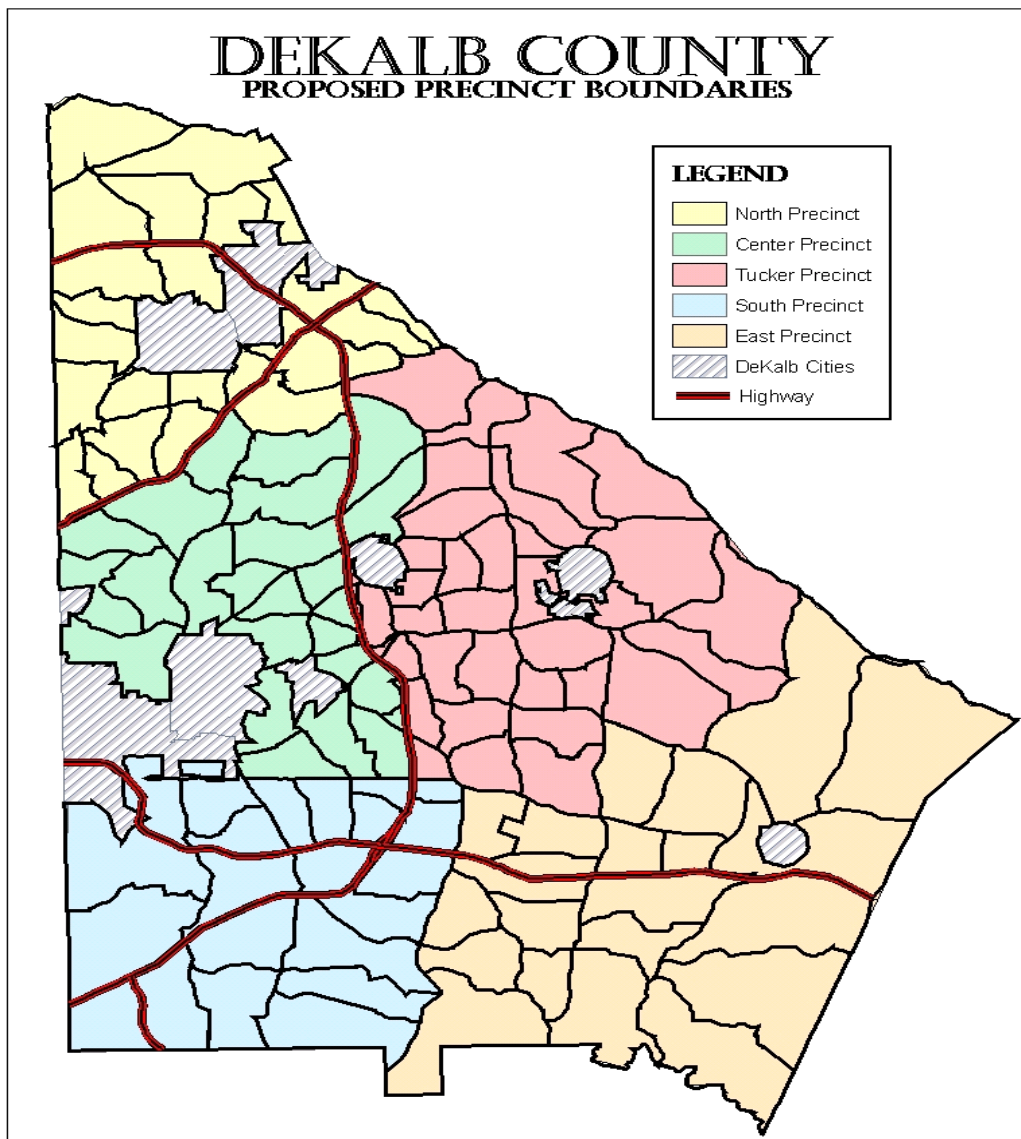 DEKALB COUNTY
PROPOSED PRECINCT BOUNDARIES
LEGEND
North Precinct
Center Precinct
Tucker Precinct
South Precinct
East Precinct
DeKalb Cities
Highway